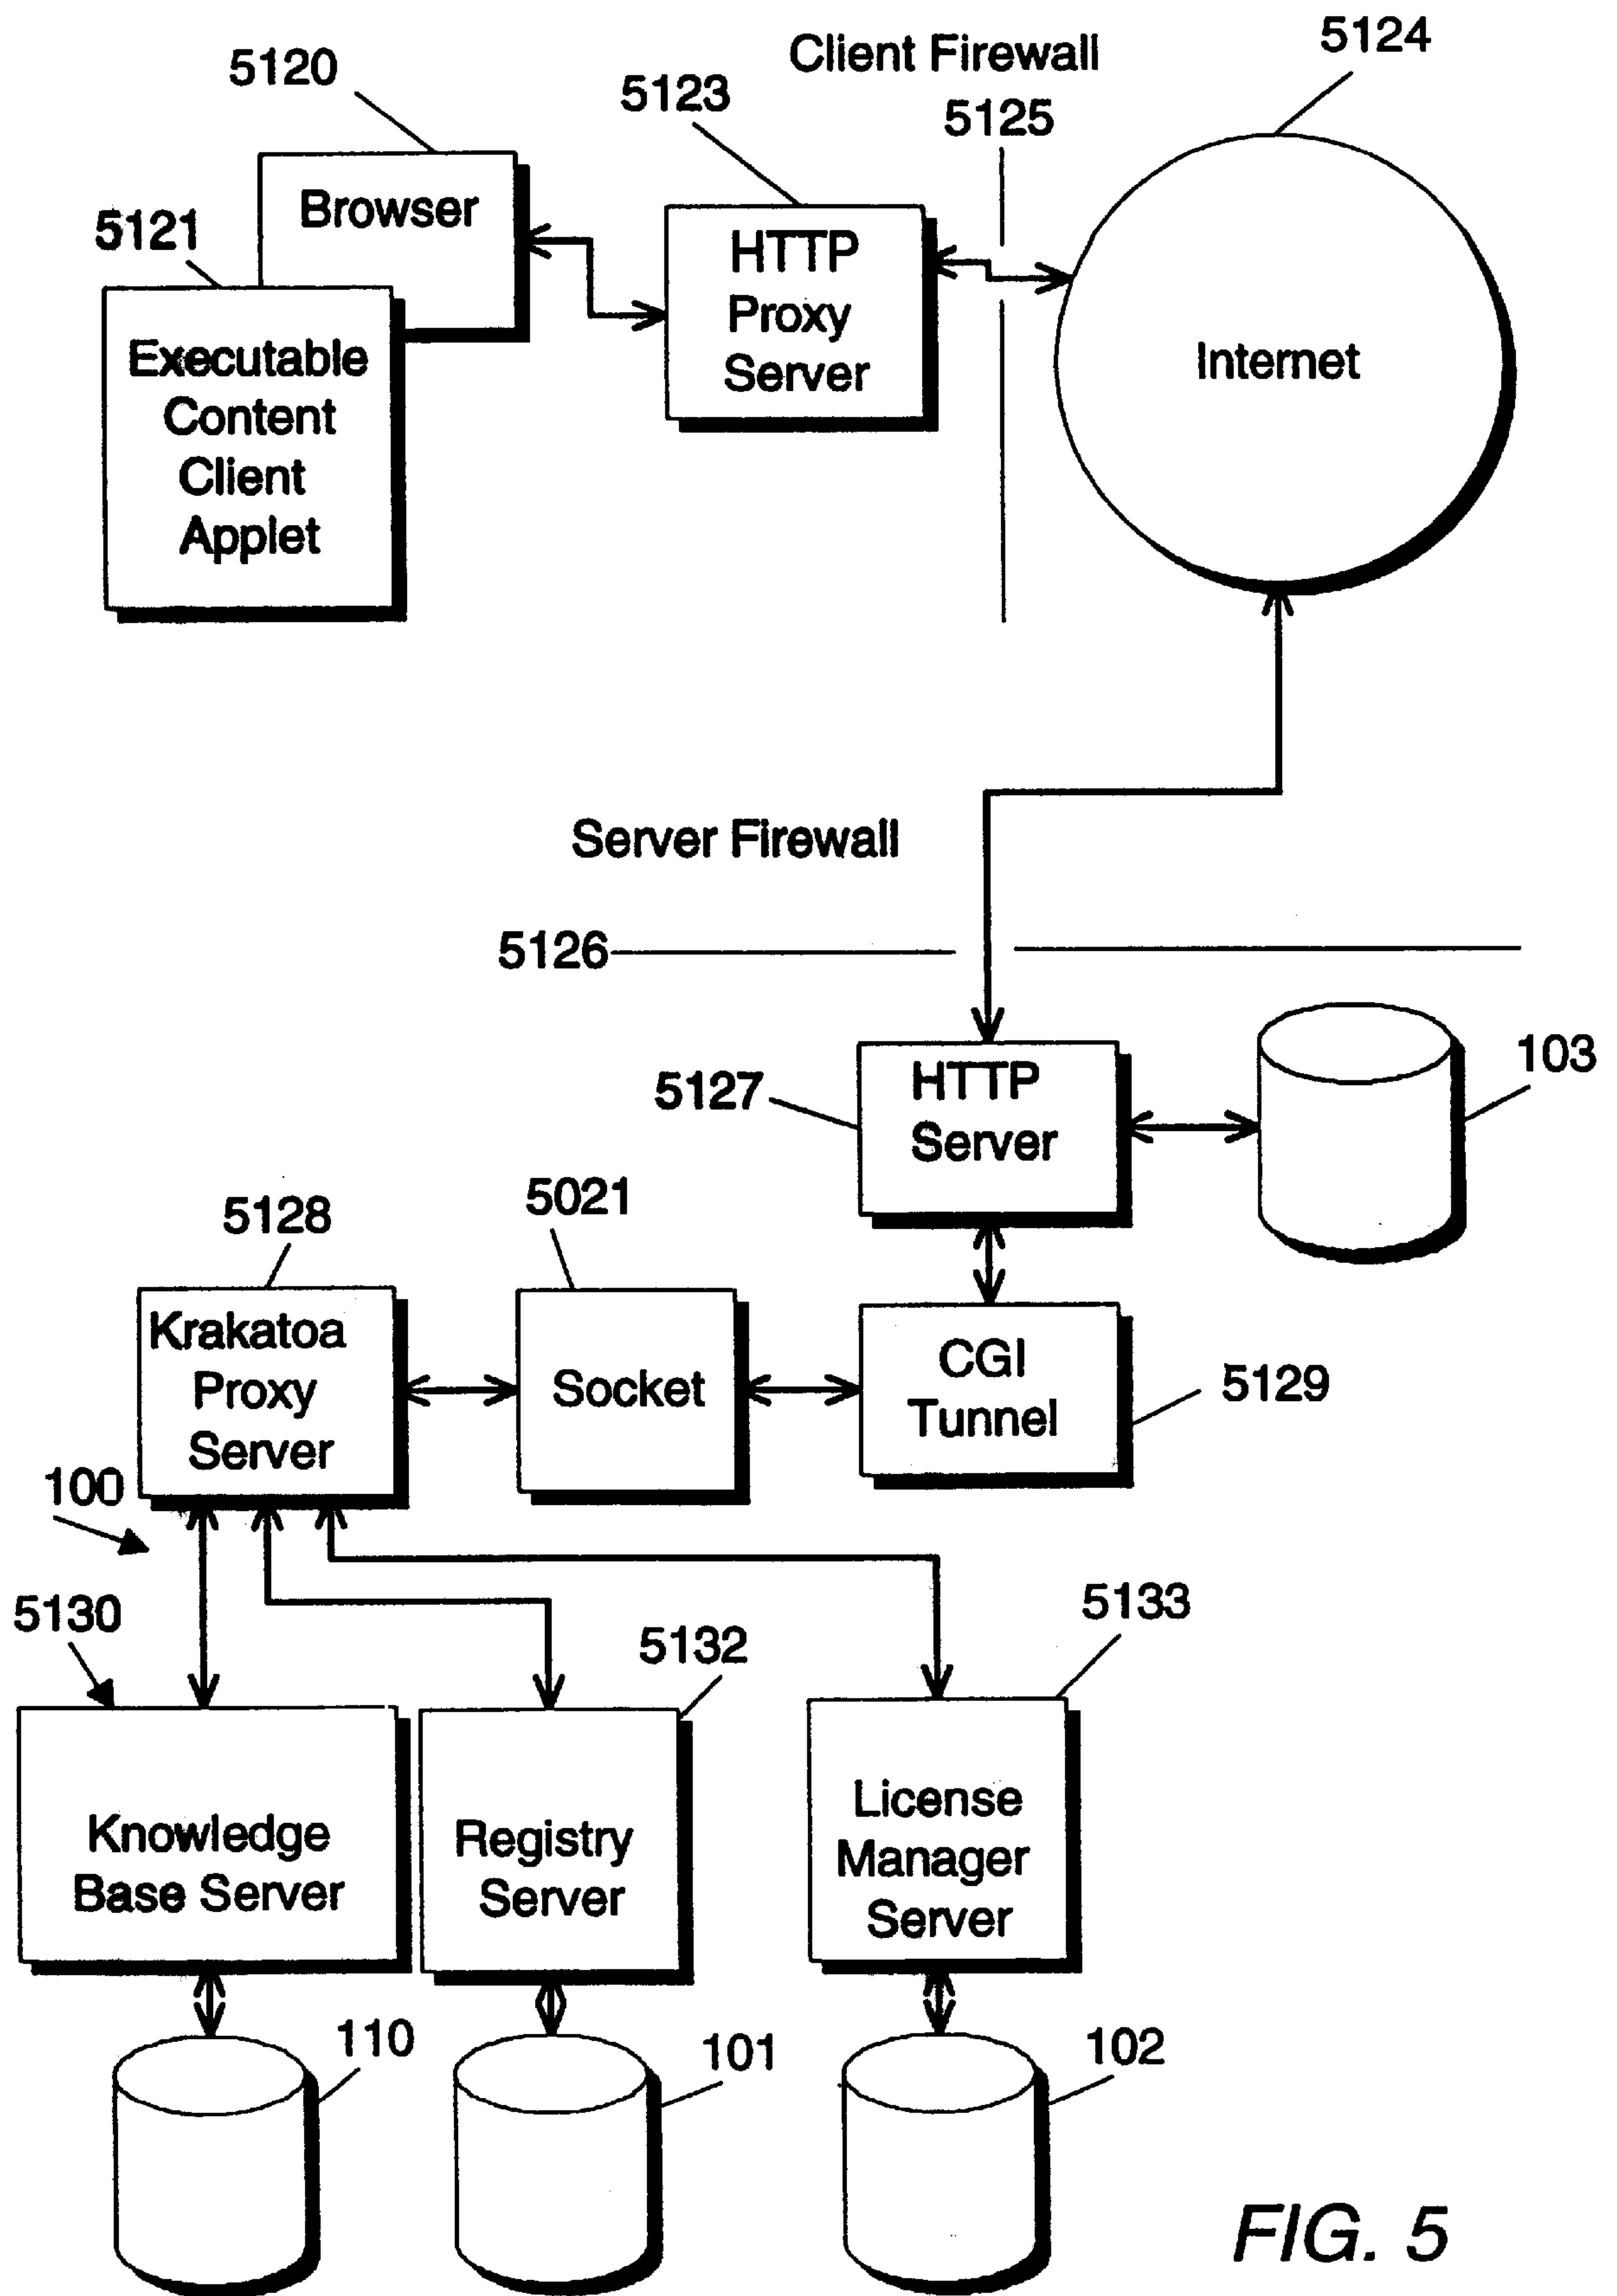 Client Firewall
5124
5120
5123
5125
Browser
5121
HTTP
Proxy
Server
Internet
Executable
Content
Client
Applet
Server Firewall
5126
103
5127
HTTP
Server
5128
5021
Krakatoa
Proxy
Server
Socket
CGI
Tunnel
5129
100
5130
5132
5133
Knowledge
Base Server
Registry
Server
License
Manager
Server
110
101
102
FIG. 5